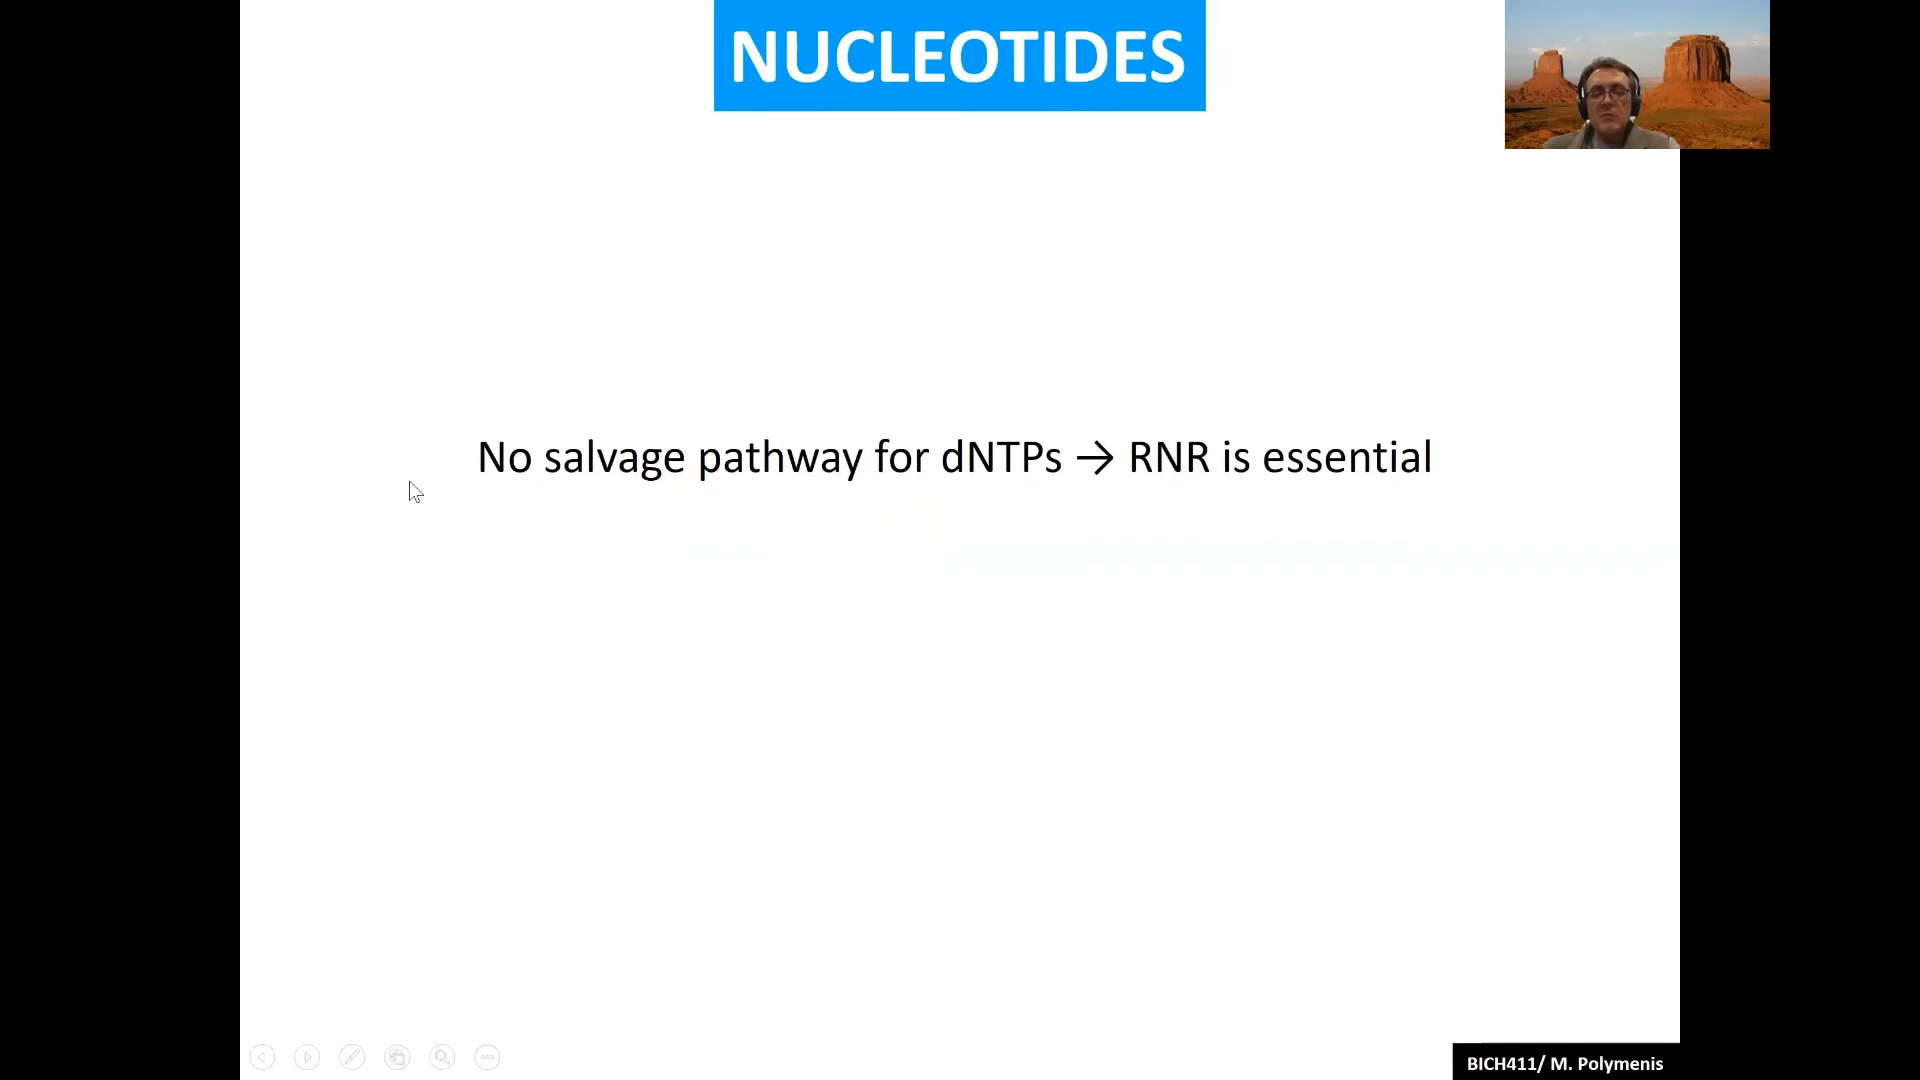 NUCLEOTIDES
No salvage pathway for dNTPs → RNR is essential
BICH411/ M. Polymenis